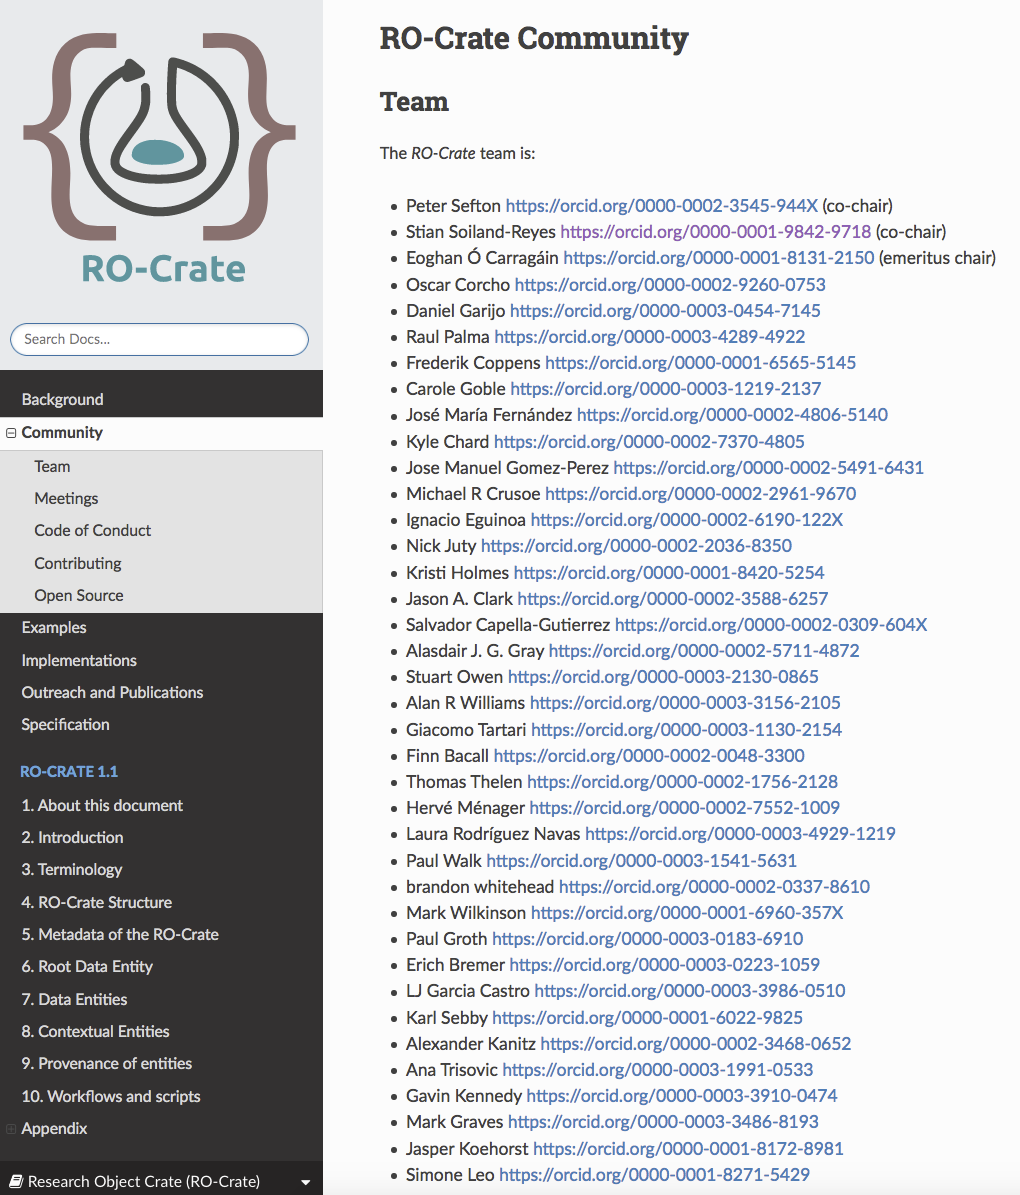 RO-Crate
Search Docs...
Background
Community
Team
Meetings
Code of Conduct
Contributing
Open Source
Examples
Implementations
Outreach and Publications
Specification
RO-CRATE 1.1
1. About this document
2. Introduction
3. Terminology
4. RO-Crate Structure
5. Metadata of the RO-Crate
6. Root Data Entity
7. Data Entities
8. Contextual Entities
9. Provenance of entities
10. Workflows and scripts
Appendix
Research Object Crate (RO-Crate)
RO-Crate Community
Team
The RO-Crate team is:
Peter Sefton https://orcid.org/0000-0002-3545-944X (co-chair)
Stian Soiland-Reyes https://orcid.org/0000-0001-9842-9718 (co-chair)
Eoghan Ó Carragáin https://orcid.org/0000-0001-8131-2150 (emeritus chair)
Oscar Corcho https://orcid.org/0000-0002-9260-0753
Daniel Garijo https://orcid.org/0000-0003-0454-7145
Raul Palma https://orcid.org/0000-0003-4289-4922
Frederik Coppens https://orcid.org/0000-0001-6565-5145
Carole Goble https://orcid.org/0000-0003-1219-2137
José María Fernández https://orcid.org/0000-0002-4806-5140
Kyle Chard https://orcid.org/0000-0002-7370-4805
Jose Manuel Gomez-Perez https://orcid.org/0000-0002-5491-6431
Michael R Crusoe https://orcid.org/0000-0002-2961-9670
Ignacio Eguinoa https://orcid.org/0000-0002-6190-122X
Nick Juty https://orcid.org/0000-0002-2036-8350
Kristi Holmes https://orcid.org/0000-0001-8420-5254
Jason A. Clark https://orcid.org/0000-0002-3588-6257
Salvador Capella-Gutierrez https://orcid.org/0000-0002-0309-604X
Alasdair J. G. Gray https://orcid.org/0000-0002-5711-4872
Stuart Owen https://orcid.org/0000-0003-2130-0865
Alan R Williams https://orcid.org/0000-0003-3156-2105
Giacomo Tartari https://orcid.org/0000-0003-1130-2154
Finn Bacall https://orcid.org/0000-0002-0048-3300
Thomas Thelen https://orcid.org/0000-0002-1756-2128
Hervé Ménager https://orcid.org/0000-0002-7552-1009
Laura Rodríguez Navas https://orcid.org/0000-0003-4929-1219
Paul Walk https://orcid.org/0000-0003-1541-5631
brandon whitehead https://orcid.org/0000-0002-0337-8610
Mark Wilkinson https://orcid.org/0000-0001-6960-357X
Paul Groth https://orcid.org/0000-0003-0183-6910
Erich Bremer https://orcid.org/0000-0003-0223-1059
LJ Garcia Castro https://orcid.org/0000-0003-3986-0510
Karl Sebby https://orcid.org/0000-0001-6022-9825
Alexander Kanitz https://orcid.org/0000-0002-3468-0652
Ana Trisovic https://orcid.org/0000-0003-1991-0533
Gavin Kennedy https://orcid.org/0000-0003-3910-0474
Mark Graves https://orcid.org/0000-0003-3486-8193
Jasper Koehorst https://orcid.org/0000-0001-8172-8981
Simone Leo https://orcid.org/0000-0001-8271-5429